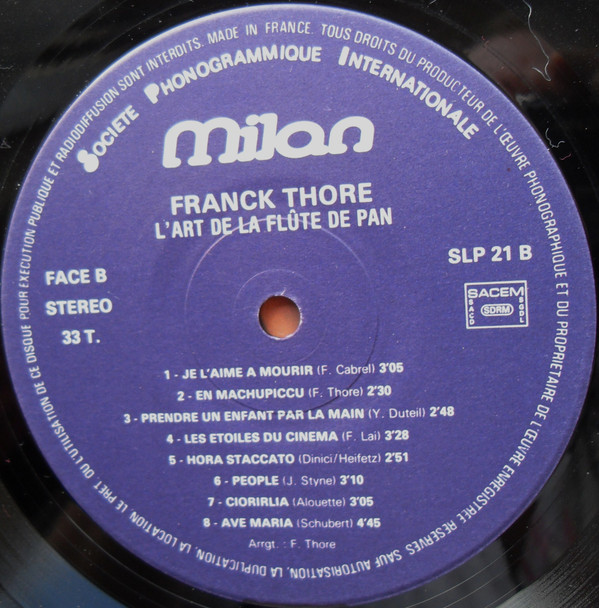 MADE IN FRANCE. TOUS DROITS DU PRODUCTEUR DE L'ŒUVRE PHONOGRAPHIQUE ET DU PROPRIETAIRE DE L'ŒUVRE ENREGISTREE RESERVES SAUF AUTORISATION, LA DUPLICATION, LA LOCATION, LE PRET OU L'UTILISATION DE CE DISQUE POUR EXECUTION PUBLIQUE ET RADIODIFFUSION SONT INTERDITS.
SOCIETE PHONOGRAMMIQUE INTERNATIONALE
milan
FRANCK THORE
L'ART DE LA FLÛTE DE PAN
FACE B
STEREO
33 T.
SLP 21 B
SACEM
SACD SDRM SGDL
1 - JE L'AIME A MOURIR (F. Cabrel) 3'05
2 - EN MACHUPICCU (F. Thore) 2'30
3 - PRENDRE UN ENFANT PAR LA MAIN (Y. Duteil) 2'48
4 - LES ETOILES DU CINEMA (F. Lai) 3'28
5 - HORA STACCATO (Dinici/Heifetz) 2'51
6 - PEOPLE (J. Styne) 3'10
7 - CIORIRLIA (Alouette) 3'05
8 - AVE MARIA (Schubert) 4'45
Arrgt. : F. Thore